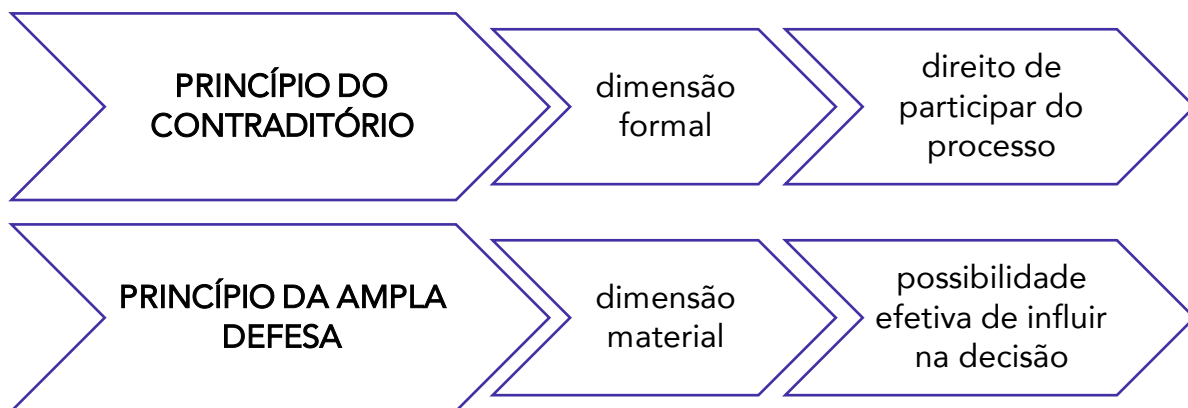 PRINCÍPIO DO
CONTRADITÓRIO
dimensão
formal
direito de
participar do
processo
PRINCÍPIO DA AMPLA
DEFESA
dimensão
material
possibilidade
efetiva de influir
na decisão